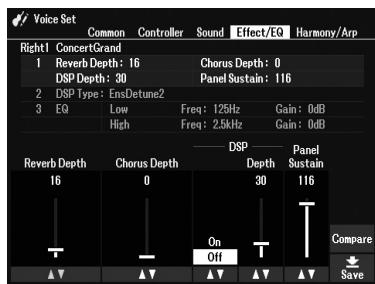 Voice Set
Common Controller Sound Effect/EQ Harmony/Arp
Right1 ConcertGrand
1 Reverb Depth: 16 Chorus Depth: 0
DSP Depth: 30 Panel Sustain: 116
2 DSP Type: EnsDetune2
3 EQ Low Freq: 125Hz Gain: 0dB
High Freq: 2.5kHz Gain: 0dB
DSP Panel
Reverb Depth Chorus Depth Depth Sustain
16 0 30 116
On
Off
Compare
Save